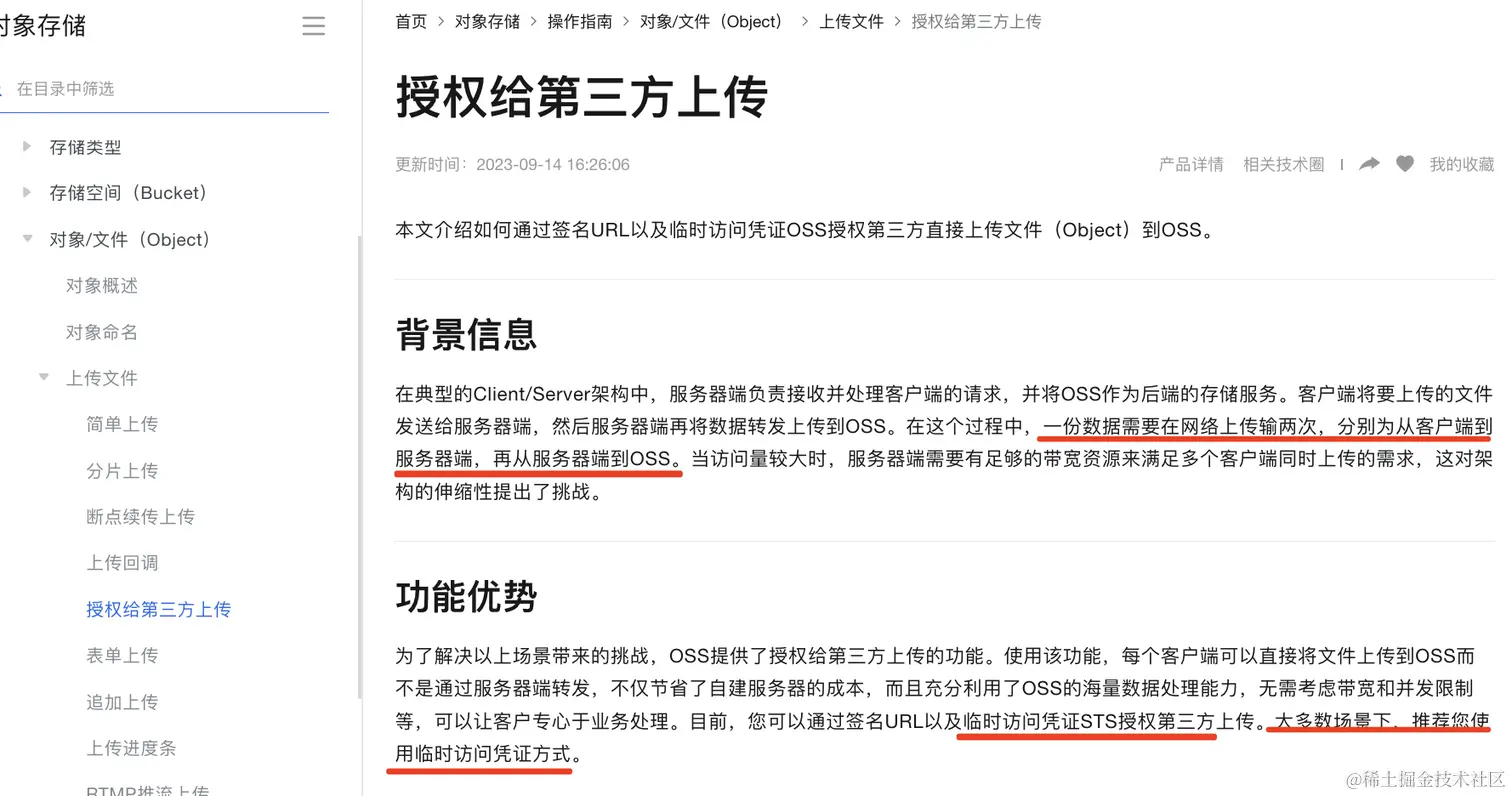 对象存储
在目录中筛选
存储类型
存储空间（Bucket）
对象/文件（Object）
对象概述
对象命名
上传文件
简单上传
分片上传
断点续传上传
上传回调
授权给第三方上传
表单上传
追加上传
上传进度条
RTMP推流上传
首页 > 对象存储 > 操作指南 > 对象/文件（Object） > 上传文件 > 授权给第三方上传
授权给第三方上传
更新时间：2023-09-14 16:26:06
产品详情 相关技术圈 | 我的收藏
本文介绍如何通过签名URL以及临时访问凭证OSS授权第三方直接上传文件（Object）到OSS。
背景信息
在典型的Client/Server架构中，服务器端负责接收并处理客户端的请求，并将OSS作为后端的存储服务。客户端将要上传的文件
发送给服务器端，然后服务器端再将数据转发上传到OSS。在这个过程中，一份数据需要在网络上传输两次，分别为从客户端到
服务器端，再从服务器端到OSS。当访问量较大时，服务器端需要有足够的带宽资源来满足多个客户端同时上传的需求，这对架
构的伸缩性提出了挑战。
功能优势
为了解决以上场景带来的挑战，OSS提供了授权给第三方上传的功能。使用该功能，每个客户端可以直接将文件上传到OSS而
不是通过服务器端转发，不仅节省了自建服务器的成本，而且充分利用了OSS的海量数据处理能力，无需考虑带宽和并发限制
等，可以让客户专心于业务处理。目前，您可以通过签名URL以及临时访问凭证STS授权第三方上传。大多数场景下，推荐您使
用临时访问凭证方式。
@稀土掘金技术社区